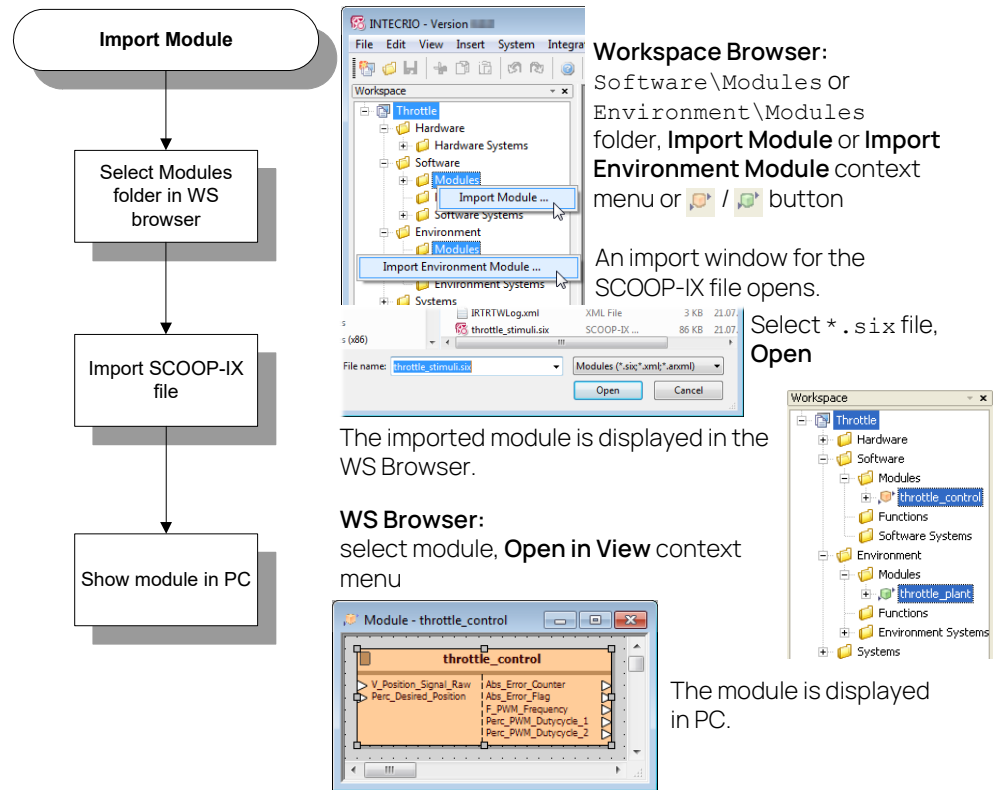 Import Module
Select Modules
folder in WS
browser
Import SCOOP-IX
file
Show module in PC
INTECRIO - Version
File Edit View Insert System Integra
Workspace
Throttle
Hardware
Hardware Systems
Software
Modules
Import Module ...
Software Systems
Environment
Modules
Import Environment Module ...
Environment Systems
Systems
Workspace Browser:
Software\Modules or
Environment\Modules
folder, Import Module or Import
Environment Module context
menu or / button
An import window for the
SCOOP-IX file opens.
IRTRTWLog.xml XML File 3 KB 21.07.
throttle_stimuli.six SCOOP-IX ... 86 KB 21.07.
s (x86)
File name: throttle_stimuli.six Modules (*.six;*.xml;*.arxml)
Open Cancel
Select *.six file,
Open
The imported module is displayed in the
WS Browser.
Workspace
Throttle
Hardware
Software
Modules
throttle_control
Functions
Software Systems
Environment
Modules
throttle_plant
Functions
Environment Systems
Systems
WS Browser:
select module, Open in View context
menu
Module - throttle_control
throttle_control
V_Position_Signal_Raw Abs_Error_Counter
Perc_Desired_Position Abs_Error_Flag
F_PWM_Frequency
Perc_PWM_Dutycycle_1
Perc_PWM_Dutycycle_2
The module is displayed
in PC.